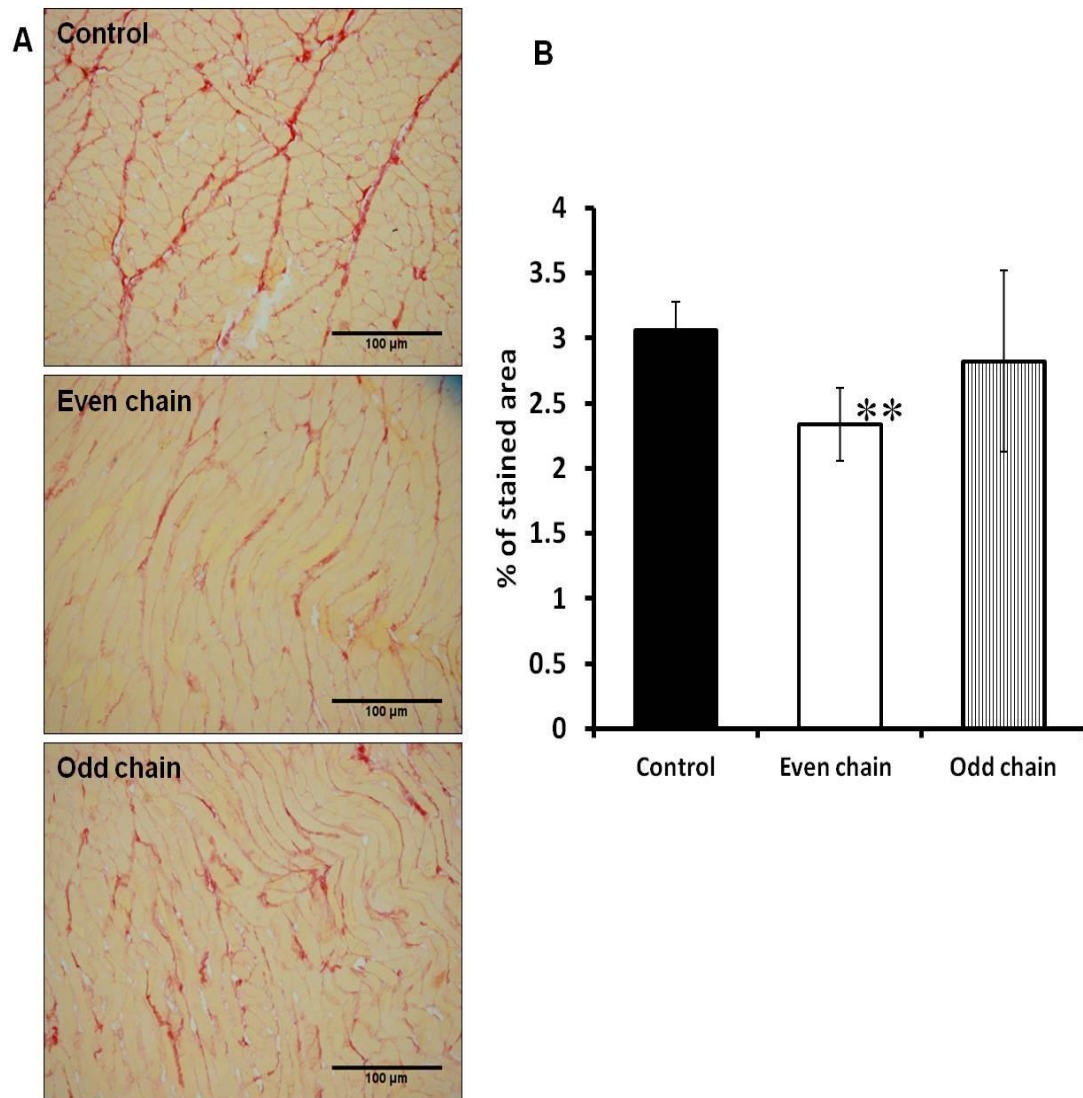 A
Control
100 µm
Even chain
100 µm
Odd chain
100 µm
B
% of stained area
4
3.5
3
2.5
2
1.5
1
0.5
0
**
Control
Even chain
Odd chain